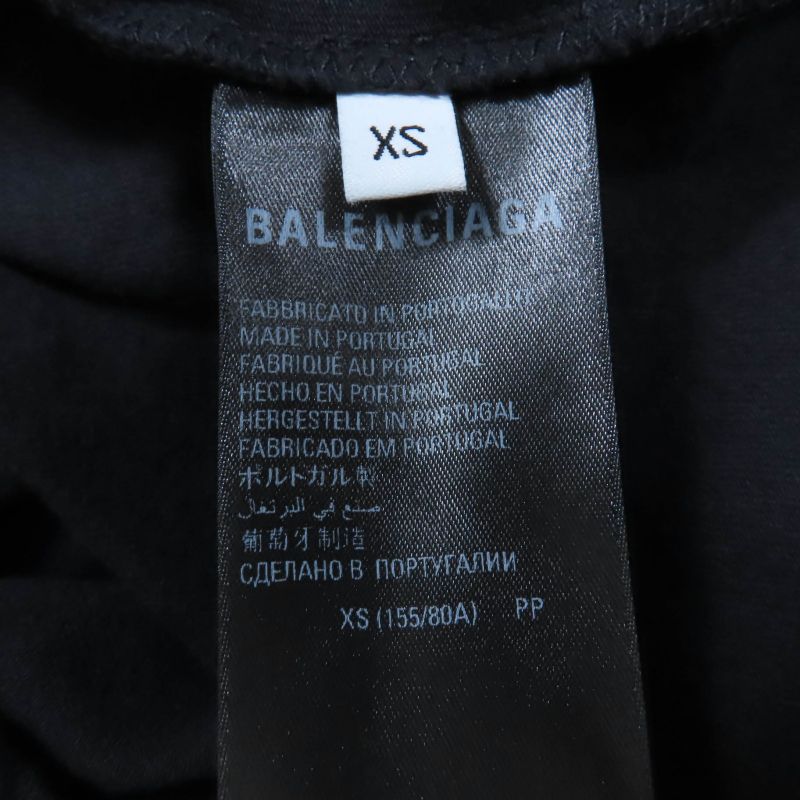 XS
BALENCIAGA
FABBRICATO IN PORTOGALLO
MADE IN PORTUGAL
FABRIQUÉ AU PORTUGAL
HECHO EN PORTUGAL
HERGESTELLT IN PORTUGAL
FABRICADO EM PORTUGAL
ポルトガル製
صنع في البرتغال
葡萄牙制造
СДЕЛАНО В ПОРТУГАЛИИ
XS (155/80A) PP